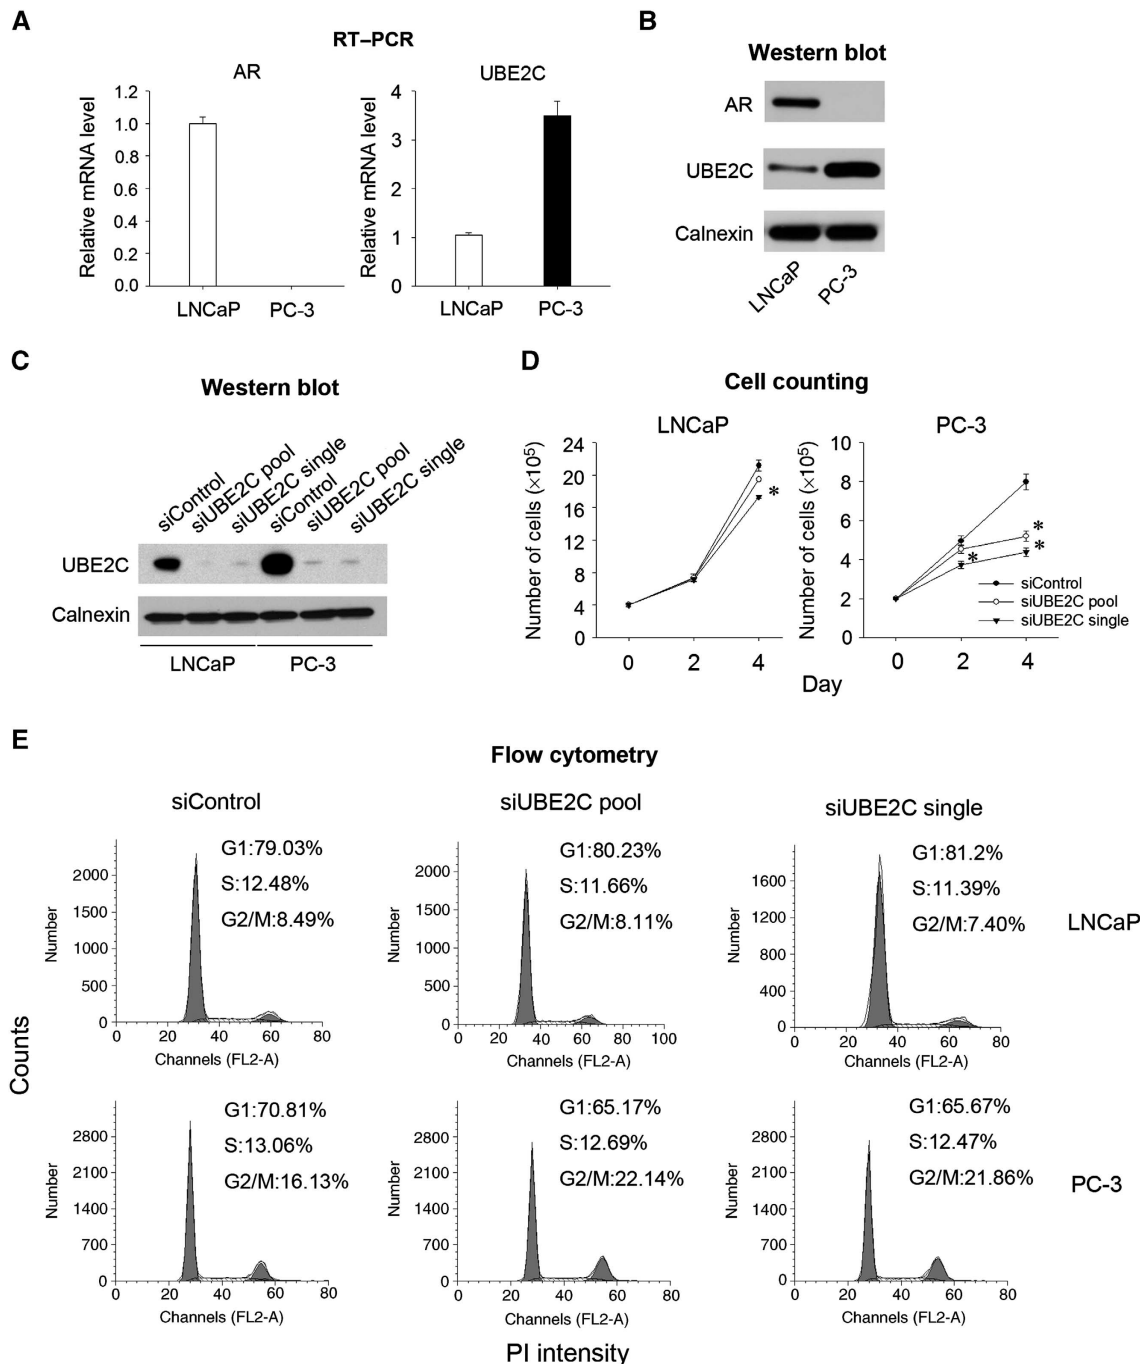 A
RT–PCR
AR
Relative mRNA level
1.2
1.0
0.8
0.6
0.4
0.2
0.0
LNCaP
PC-3
UBE2C
Relative mRNA level
4
3
2
1
0
LNCaP
PC-3
B
Western blot
AR
UBE2C
Calnexin
LNCaP
PC-3
C
Western blot
siControl
siUBE2C pool
siUBE2C single
siControl
siUBE2C pool
siUBE2C single
UBE2C
Calnexin
LNCaP
PC-3
D
Cell counting
LNCaP
Number of cells (×10⁵)
24
20
16
12
8
4
0
*
0 2 4
PC-3
Number of cells (×10⁵)
10
8
6
4
2
0
*
*
*
siControl
siUBE2C pool
siUBE2C single
0 2 4
Day
E
Flow cytometry
Counts
siControl
siUBE2C pool
siUBE2C single
Number
2000
1500
1000
500
0
G1:79.03%
S:12.48%
G2/M:8.49%
0 20 40 60 80
Channels (FL2-A)
Number
2000
1500
1000
500
0
G1:80.23%
S:11.66%
G2/M:8.11%
0 20 40 60 80 100
Channels (FL2-A)
Number
1600
1200
800
400
0
G1:81.2%
S:11.39%
G2/M:7.40%
0 20 40 60 80
Channels (FL2-A)
LNCaP
Number
2800
2100
1400
700
0
G1:70.81%
S:13.06%
G2/M:16.13%
0 20 40 60 80
Channels (FL2-A)
Number
2800
2100
1400
700
0
G1:65.17%
S:12.69%
G2/M:22.14%
0 20 40 60 80
Channels (FL2-A)
Number
2800
2100
1400
700
0
G1:65.67%
S:12.47%
G2/M:21.86%
0 20 40 60 80
Channels (FL2-A)
PC-3
PI intensity